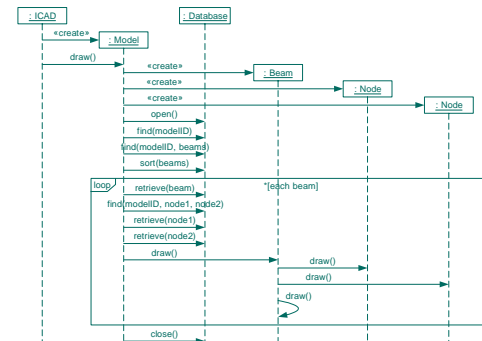 : ICAD
: Database
«create»
: Model
draw()
«create»
: Beam
«create»
: Node
«create»
: Node
open()
find(modelID)
find(modelID, beams)
sort(beams)
loop
*[each beam]
retrieve(beam)
find(modelID, node1, node2)
retrieve(node1)
retrieve(node2)
draw()
draw()
draw()
draw()
close()